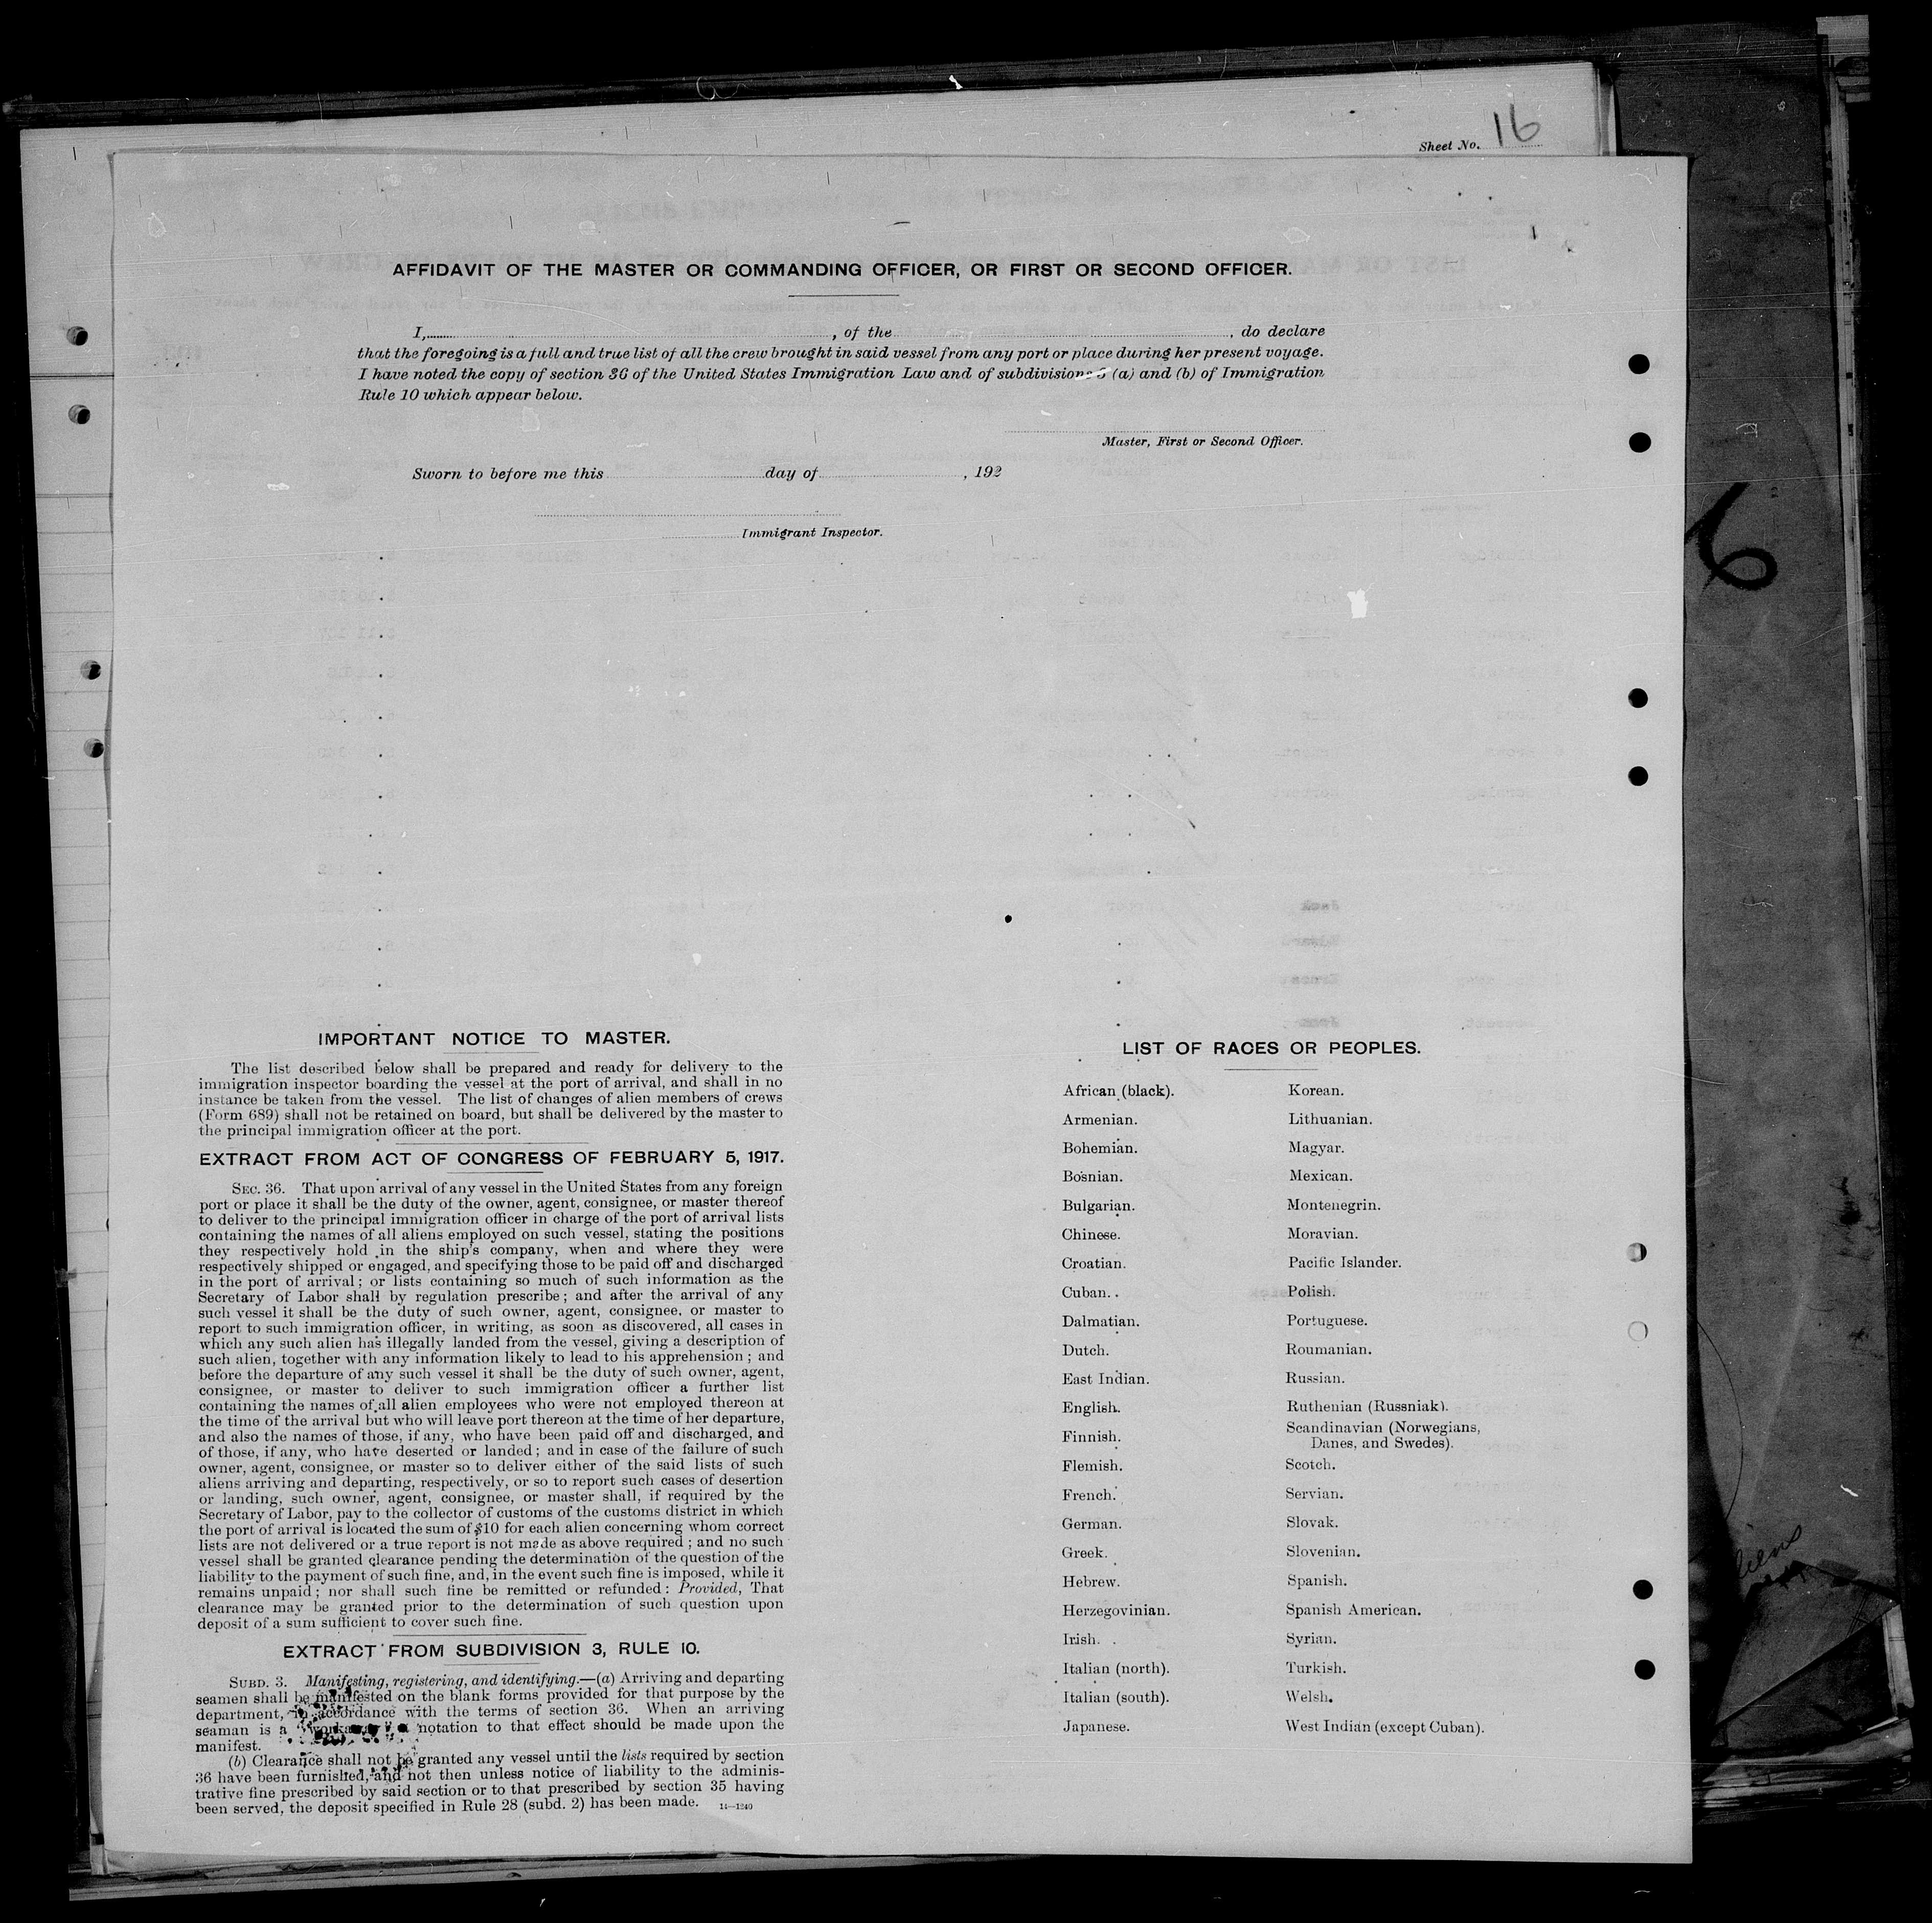 Sheet No. 16
AFFIDAVIT OF THE MASTER OR COMMANDING OFFICER, OR FIRST OR SECOND OFFICER.
I, , of the , do declare
that the foregoing is a full and true list of all the crew brought in said vessel from any port or place during her present voyage.
I have noted the copy of section 36 of the United States Immigration Law and of subdivisions 3 (a) and (b) of Immigration
Rule 10 which appear below.
Master, First or Second Officer.
Sworn to before me this day of , 192
Immigrant Inspector.
6
IMPORTANT NOTICE TO MASTER.
The list described below shall be prepared and ready for delivery to the
immigration inspector boarding the vessel at the port of arrival, and shall in no
instance be taken from the vessel. The list of changes of alien members of crews
(Form 689) shall not be retained on board, but shall be delivered by the master to
the principal immigration officer at the port.
EXTRACT FROM ACT OF CONGRESS OF FEBRUARY 5, 1917.
SEC. 36. That upon arrival of any vessel in the United States from any foreign
port or place it shall be the duty of the owner, agent, consignee, or master thereof
to deliver to the principal immigration officer in charge of the port of arrival lists
containing the names of all aliens employed on such vessel, stating the positions
they respectively hold in the ship's company, when and where they were
respectively shipped or engaged, and specifying those to be paid off and discharged
in the port of arrival; or lists containing so much of such information as the
Secretary of Labor shall by regulation prescribe; and after the arrival of any
such vessel it shall be the duty of such owner, agent, consignee, or master to
report to such immigration officer, in writing, as soon as discovered, all cases in
which any such alien has illegally landed from the vessel, giving a description of
such alien, together with any information likely to lead to his apprehension; and
before the departure of any such vessel it shall be the duty of such owner, agent,
consignee, or master to deliver to such immigration officer a further list
containing the names of all alien employees who were not employed thereon at
the time of the arrival but who will leave port thereon at the time of her departure,
and also the names of those, if any, who have been paid off and discharged, and
of those, if any, who have deserted or landed; and in case of the failure of such
owner, agent, consignee, or master so to deliver either of the said lists of such
aliens arriving and departing, respectively, or so to report such cases of desertion
or landing, such owner, agent, consignee, or master shall, if required by the
Secretary of Labor, pay to the collector of customs of the customs district in which
the port of arrival is located the sum of $10 for each alien concerning whom correct
lists are not delivered or a true report is not made as above required; and no such
vessel shall be granted clearance pending the determination of the question of the
liability to the payment of such fine, and, in the event such fine is imposed, while it
remains unpaid; nor shall such fine be remitted or refunded: Provided, That
clearance may be granted prior to the determination of such question upon
deposit of a sum sufficient to cover such fine.
EXTRACT FROM SUBDIVISION 3, RULE 10.
SUBD. 3. Manifesting, registering, and identifying.—(a) Arriving and departing
seamen shall be manifested on the blank forms provided for that purpose by the
department, in accordance with the terms of section 36. When an arriving
seaman is a "workaway" a notation to that effect should be made upon the
manifest.
(b) Clearance shall not be granted any vessel until the lists required by section
36 have been furnished, and not then unless notice of liability to the adminis-
trative fine prescribed by said section or to that prescribed by section 35 having
been served, the deposit specified in Rule 28 (subd. 2) has been made. 14—1240
LIST OF RACES OR PEOPLES.
African (black).
Armenian.
Bohemian.
Bosnian.
Bulgarian.
Chinese.
Croatian.
Cuban.
Dalmatian.
Dutch.
East Indian.
English.
Finnish.
Flemish.
French.
German.
Greek.
Hebrew.
Herzegovinian.
Irish.
Italian (north).
Italian (south).
Japanese.
Korean.
Lithuanian.
Magyar.
Mexican.
Montenegrin.
Moravian.
Pacific Islander.
Polish.
Portuguese.
Roumanian.
Russian.
Ruthenian (Russniak).
Scandinavian (Norwegians,
Danes, and Swedes).
Scotch.
Servian.
Slovak.
Slovenian.
Spanish.
Spanish American.
Syrian.
Turkish.
Welsh.
West Indian (except Cuban).